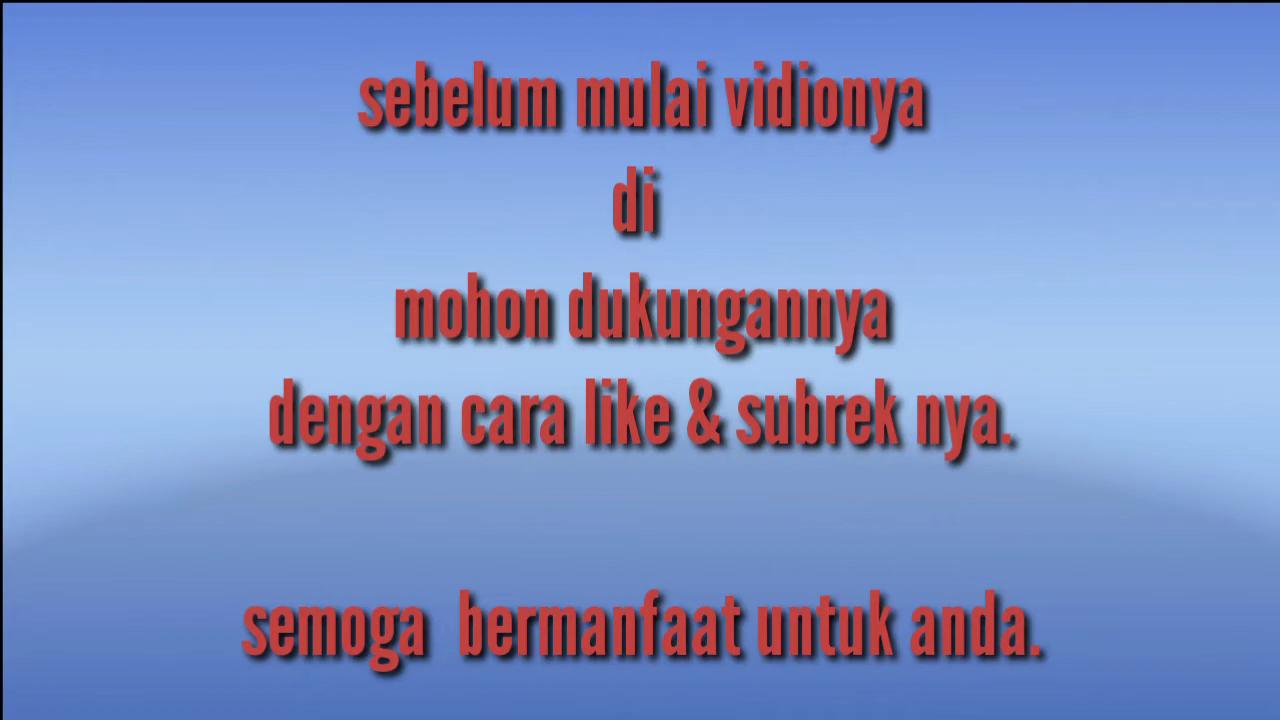 sebelum mulai vidionya
di
mohon dukungannya
dengan cara like & subrek nya.
semoga bermanfaat untuk anda.